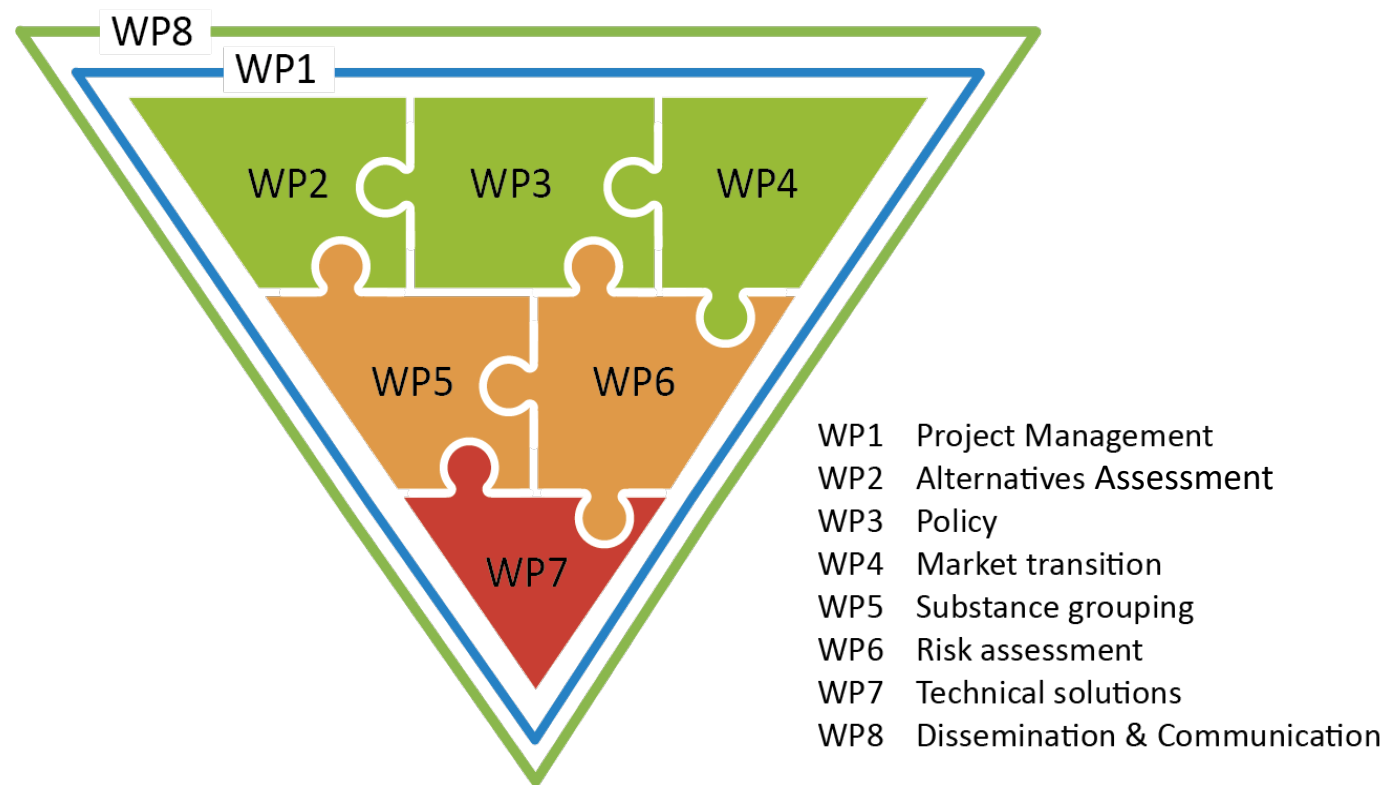 WP8
WP1
WP2 WP3 WP4
WP5 WP6
WP7
WP1 Project Management
WP2 Alternatives Assessment
WP3 Policy
WP4 Market transition
WP5 Substance grouping
WP6 Risk assessment
WP7 Technical solutions
WP8 Dissemination & Communication